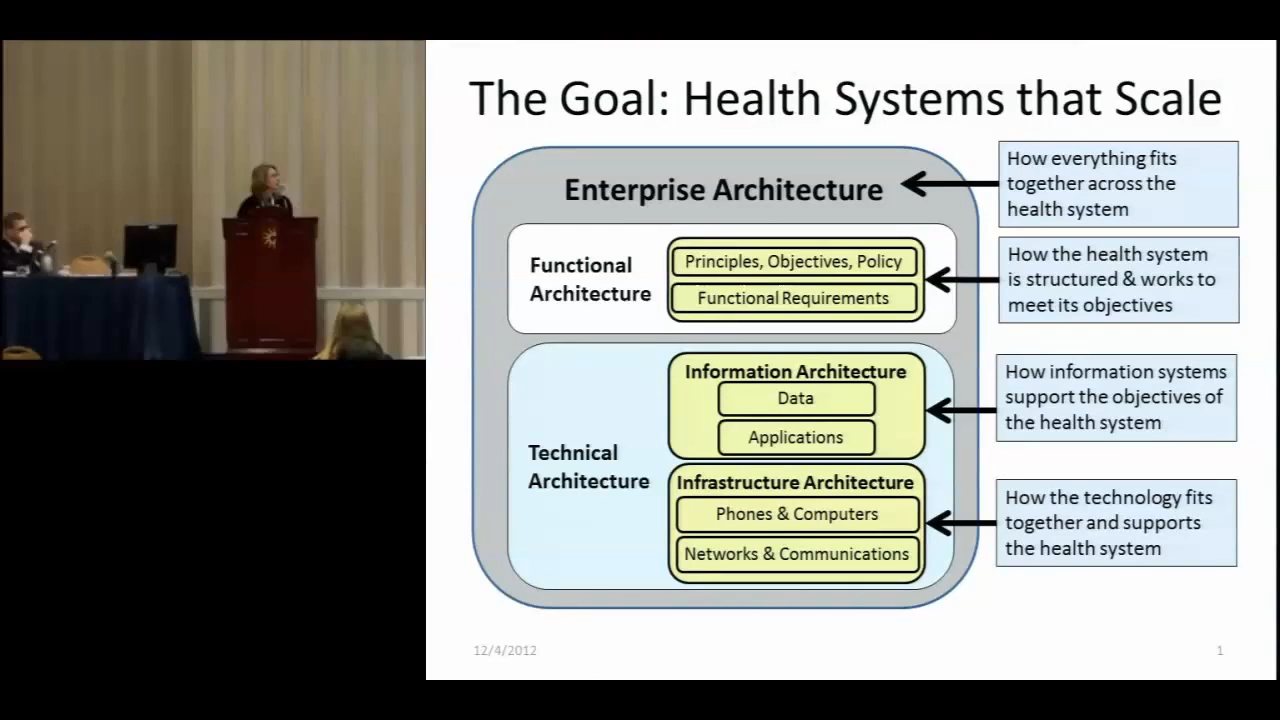 The Goal: Health Systems that Scale
Enterprise Architecture
How everything fits
together across the
health system
Functional
Architecture
Principles, Objectives, Policy
Functional Requirements
How the health system
is structured & works to
meet its objectives
Technical
Architecture
Information Architecture
Data
Applications
How information systems
support the objectives of
the health system
Infrastructure Architecture
Phones & Computers
Networks & Communications
How the technology fits
together and supports
the health system
12/4/2012
1